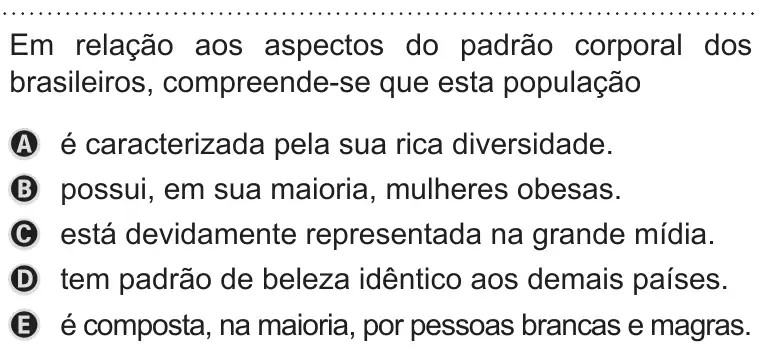 Em relação aos aspectos do padrão corporal dos
brasileiros, compreende-se que esta população
A é caracterizada pela sua rica diversidade.
B possui, em sua maioria, mulheres obesas.
C está devidamente representada na grande mídia.
D tem padrão de beleza idêntico aos demais países.
E é composta, na maioria, por pessoas brancas e magras.